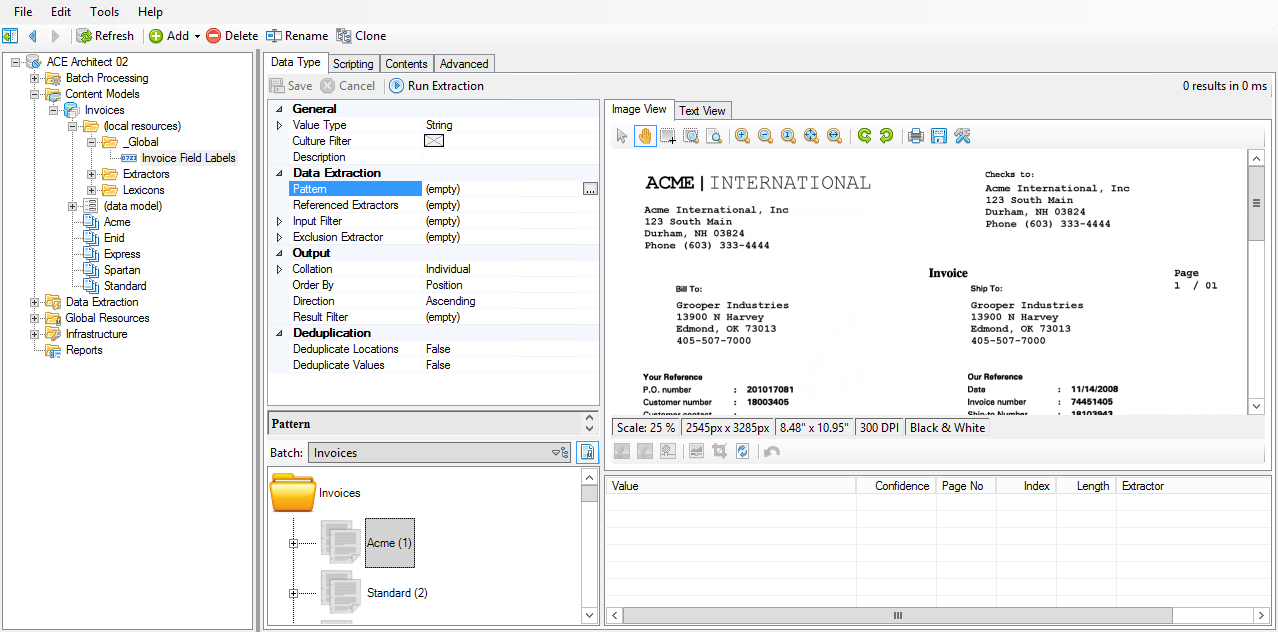 File Edit Tools Help
Refresh Add Delete Rename Clone
ACE Architect 02
Batch Processing
Content Models
Invoices
(local resources)
_Global
Invoice Field Labels
Extractors
Lexicons
(data model)
Acme
Enid
Express
Spartan
Standard
Data Extraction
Global Resources
Infrastructure
Reports
Data Type Scripting Contents Advanced
Save Cancel Run Extraction 0 results in 0 ms
General
Value Type String
Culture Filter
Description
Data Extraction
Pattern (empty) ...
Referenced Extractors (empty)
Input Filter (empty)
Exclusion Extractor (empty)
Output
Collation Individual
Order By Position
Direction Ascending
Result Filter (empty)
Deduplication
Deduplicate Locations False
Deduplicate Values False
Pattern
Batch: Invoices
Invoices
Acme (1)
Standard (2)
Image View Text View
ACME | INTERNATIONAL
Acme International, Inc
123 South Main
Durham, NH 03824
Phone (603) 333-4444
Checks to:
Acme International, Inc
123 South Main
Durham, NH 03824
Phone (603) 333-4444
Invoice
Page
1 / 01
Bill To:
Grooper Industries
13900 N Harvey
Edmond, OK 73013
405-507-7000
Ship To:
Grooper Industries
13900 N Harvey
Edmond, OK 73013
405-507-7000
Your Reference
P.O. number : 201017081
Customer number : 18003405
Customer contact :
Our Reference
Date : 11/14/2008
Invoice number : 74451405
Ship-to Number : 18103943
Scale: 25 % 2545px x 3285px 8.48" x 10.95" 300 DPI Black & White
Value Confidence Page No Index Length Extractor